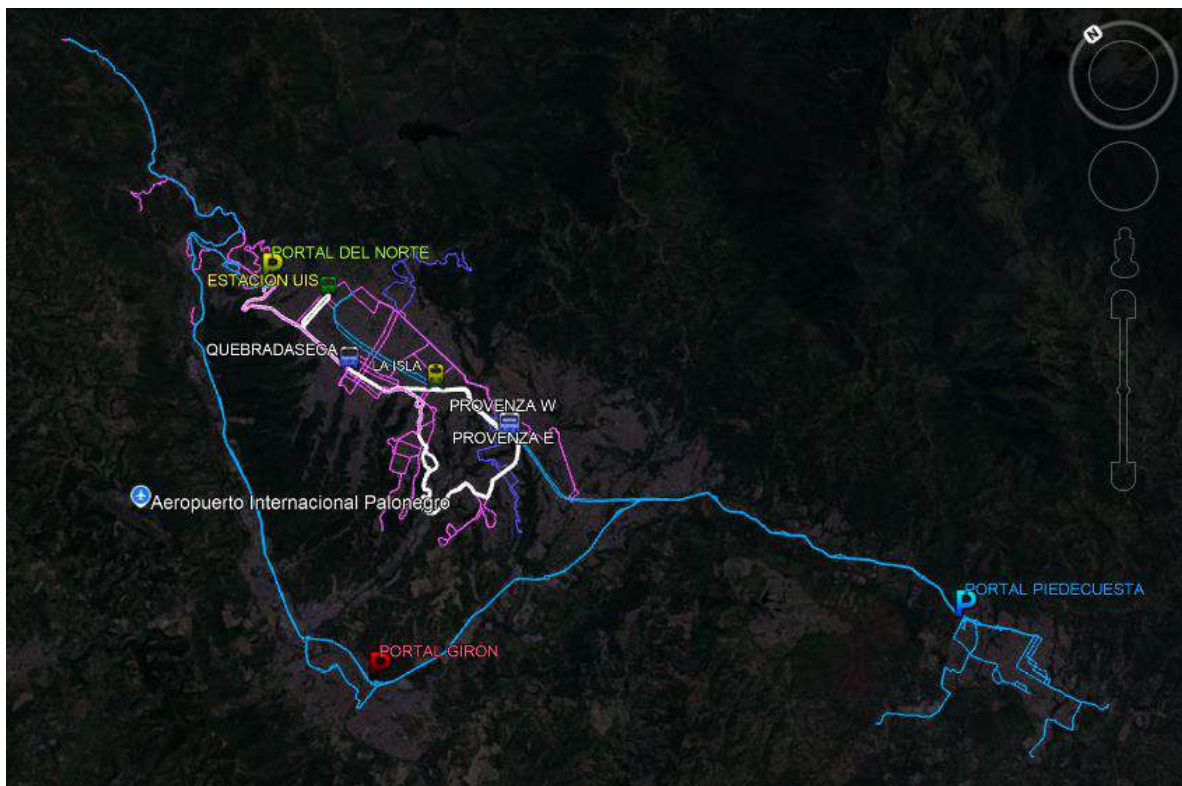 N
PORTAL DEL NORTE
ESTACION UIS
QUEBRADASECA
LA ISLA
PROVENZA W
PROVENZA E
Aeropuerto Internacional Palonegro
PORTAL PIEDECUESTA
PORTAL GIRON